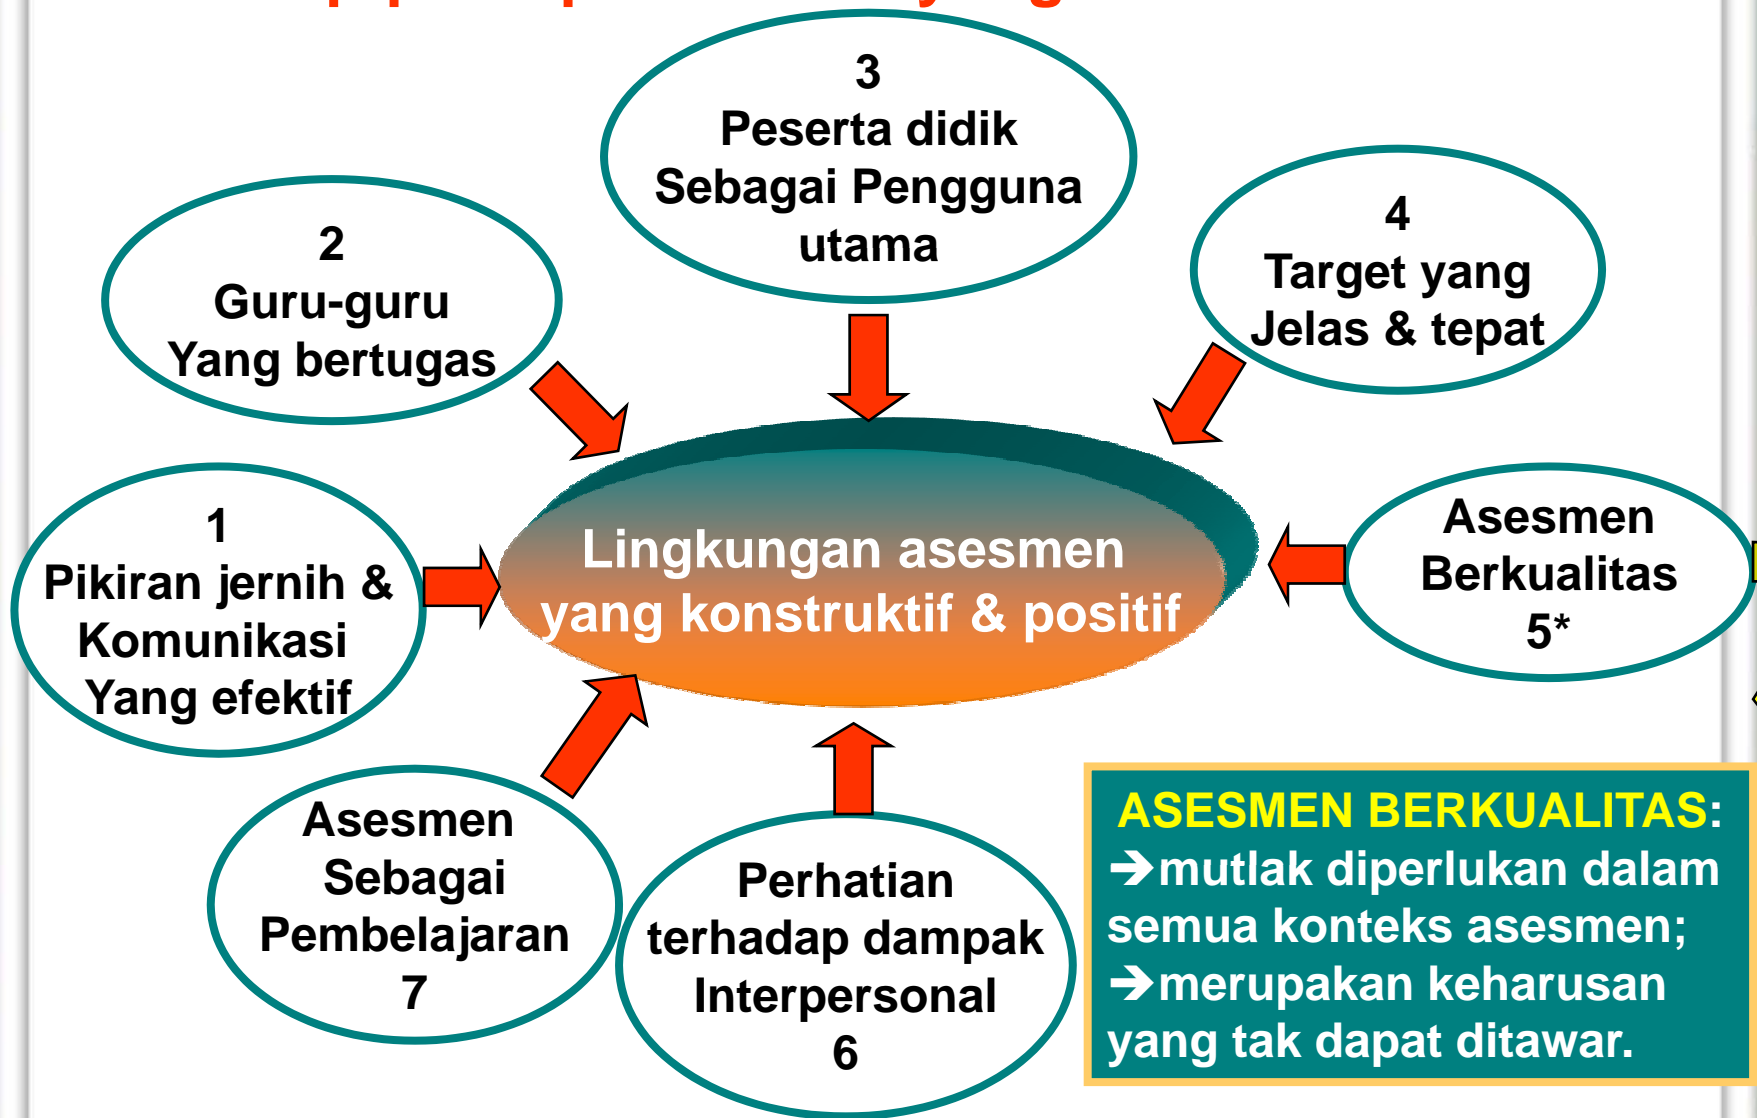 3
Peserta didik
Sebagai Pengguna
utama
2
Guru-guru
Yang bertugas
4
Target yang
Jelas & tepat
1
Pikiran jernih &
Komunikasi
Yang efektif
Lingkungan asesmen
yang konstruktif & positif
Asesmen
Berkualitas
5*
Asesmen
Sebagai
Pembelajaran
7
Perhatian
terhadap dampak
Interpersonal
6
ASESMEN BERKUALITAS:
➔mutlak diperlukan dalam
semua konteks asesmen;
➔merupakan keharusan
yang tak dapat ditawar.